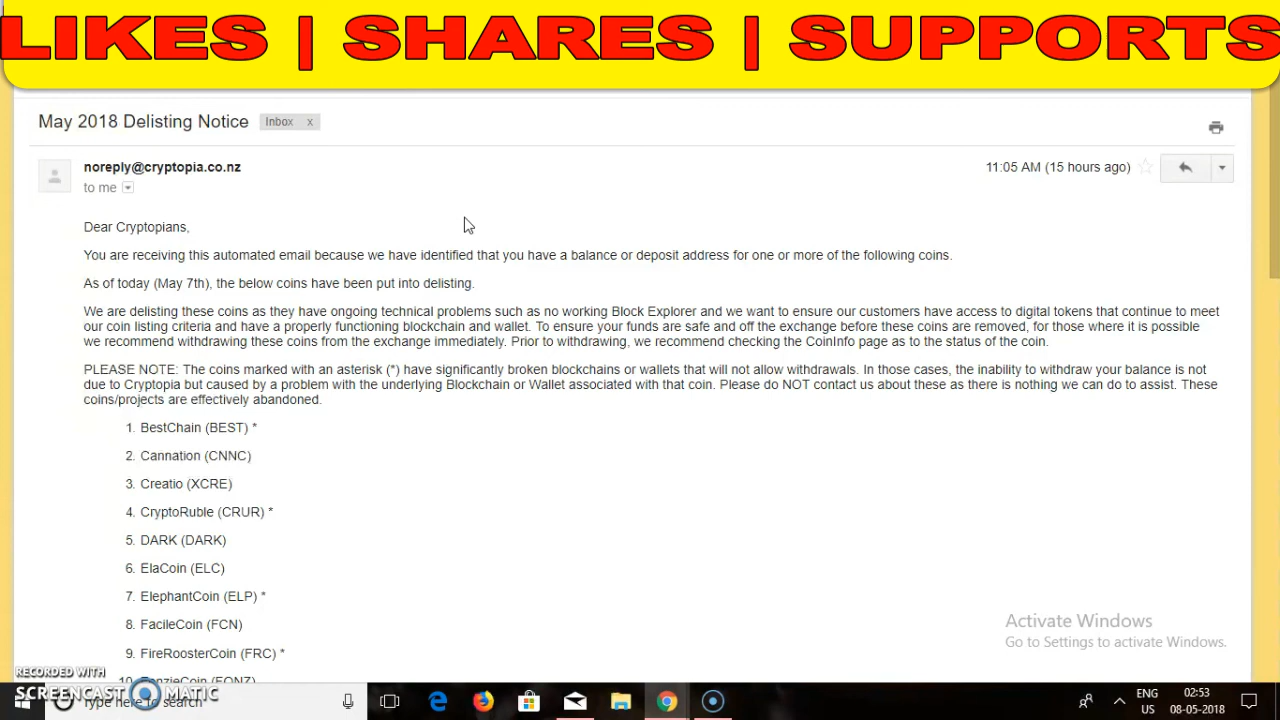 LIKES | SHARES | SUPPORTS
May 2018 Delisting Notice Inbox x
noreply@cryptopia.co.nz 11:05 AM (15 hours ago)
to me
Dear Cryptopians,
You are receiving this automated email because we have identified that you have a balance or deposit address for one or more of the following coins.
As of today (May 7th), the below coins have been put into delisting.
We are delisting these coins as they have ongoing technical problems such as no working Block Explorer and we want to ensure our customers have access to digital tokens that continue to meet
our coin listing criteria and have a properly functioning blockchain and wallet. To ensure your funds are safe and off the exchange before these coins are removed, for those where it is possible
we recommend withdrawing these coins from the exchange immediately. Prior to withdrawing, we recommend checking the CoinInfo page as to the status of the coin.
PLEASE NOTE: The coins marked with an asterisk (*) have significantly broken blockchains or wallets that will not allow withdrawals. In those cases, the inability to withdraw your balance is not
due to Cryptopia but caused by a problem with the underlying Blockchain or Wallet associated with that coin. Please do NOT contact us about these as there is nothing we can do to assist. These
coins/projects are effectively abandoned.
1. BestChain (BEST) *
2. Cannation (CNNC)
3. Creatio (XCRE)
4. CryptoRuble (CRUR) *
5. DARK (DARK)
6. ElaCoin (ELC)
7. ElephantCoin (ELP) *
8. FacileCoin (FCN)
9. FireRoosterCoin (FRC) *
Activate Windows
Go to Settings to activate Windows.
RECORDED WITH
SCREENCAST MATIC
Type here to search
ENG 02:53
US 08-05-2018